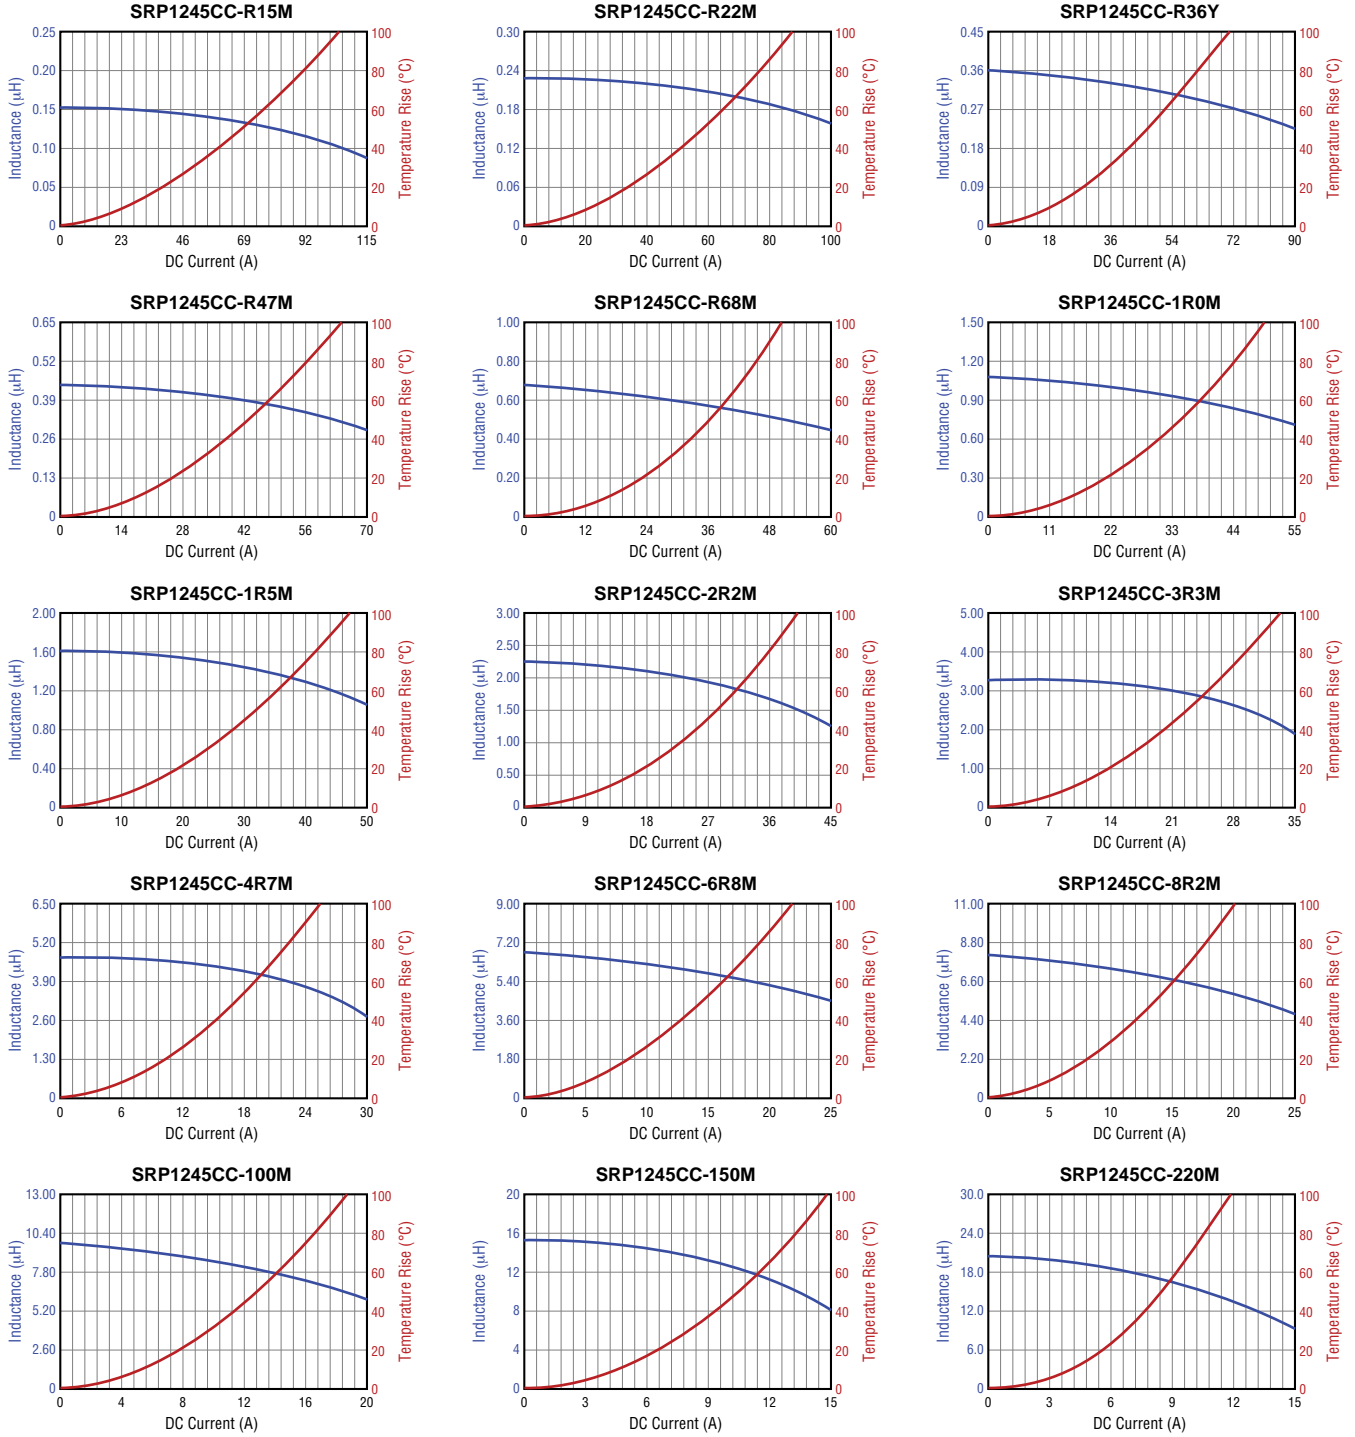 SRP1245CC-R15M
SRP1245CC-R22M
SRP1245CC-R36Y
0.25
0.20
0.15
0.10
0.05
0
Inductance (μH)
100
80
60
40
20
0
Temperature Rise (°C)
0 23 46 69 92 115
DC Current (A)
0.30
0.24
0.18
0.12
0.06
0
Inductance (μH)
100
80
60
40
20
0
Temperature Rise (°C)
0 20 40 60 80 100
DC Current (A)
0.45
0.36
0.27
0.18
0.09
0
Inductance (μH)
100
80
60
40
20
0
Temperature Rise (°C)
0 18 36 54 72 90
DC Current (A)
SRP1245CC-R47M
SRP1245CC-R68M
SRP1245CC-1R0M
0.65
0.52
0.39
0.26
0.13
0
Inductance (μH)
100
80
60
40
20
0
Temperature Rise (°C)
0 14 28 42 56 70
DC Current (A)
1.00
0.80
0.60
0.40
0.20
0
Inductance (μH)
100
80
60
40
20
0
Temperature Rise (°C)
0 12 24 36 48 60
DC Current (A)
1.50
1.20
0.90
0.60
0.30
0
Inductance (μH)
100
80
60
40
20
0
Temperature Rise (°C)
0 11 22 33 44 55
DC Current (A)
SRP1245CC-1R5M
SRP1245CC-2R2M
SRP1245CC-3R3M
2.00
1.60
1.20
0.80
0.40
0
Inductance (μH)
100
80
60
40
20
0
Temperature Rise (°C)
0 10 20 30 40 50
DC Current (A)
3.00
2.50
2.00
1.50
1.00
0.50
0
Inductance (μH)
100
80
60
40
20
0
Temperature Rise (°C)
0 9 18 27 36 45
DC Current (A)
5.00
4.00
3.00
2.00
1.00
0
Inductance (μH)
100
80
60
40
20
0
Temperature Rise (°C)
0 7 14 21 28 35
DC Current (A)
SRP1245CC-4R7M
SRP1245CC-6R8M
SRP1245CC-8R2M
6.50
5.20
3.90
2.60
1.30
0
Inductance (μH)
100
80
60
40
20
0
Temperature Rise (°C)
0 6 12 18 24 30
DC Current (A)
9.00
7.20
5.40
3.60
1.80
0
Inductance (μH)
100
80
60
40
20
0
Temperature Rise (°C)
0 5 10 15 20 25
DC Current (A)
11.00
8.80
6.60
4.40
2.20
0
Inductance (μH)
100
80
60
40
20
0
Temperature Rise (°C)
0 5 10 15 20 25
DC Current (A)
SRP1245CC-100M
SRP1245CC-150M
SRP1245CC-220M
13.00
10.40
7.80
5.20
2.60
0
Inductance (μH)
100
80
60
40
20
0
Temperature Rise (°C)
0 4 8 12 16 20
DC Current (A)
20
16
12
8
4
0
Inductance (μH)
100
80
60
40
20
0
Temperature Rise (°C)
0 3 6 9 12 15
DC Current (A)
30.0
24.0
18.0
12.0
6.0
0
Inductance (μH)
100
80
60
40
20
0
Temperature Rise (°C)
0 3 6 9 12 15
DC Current (A)